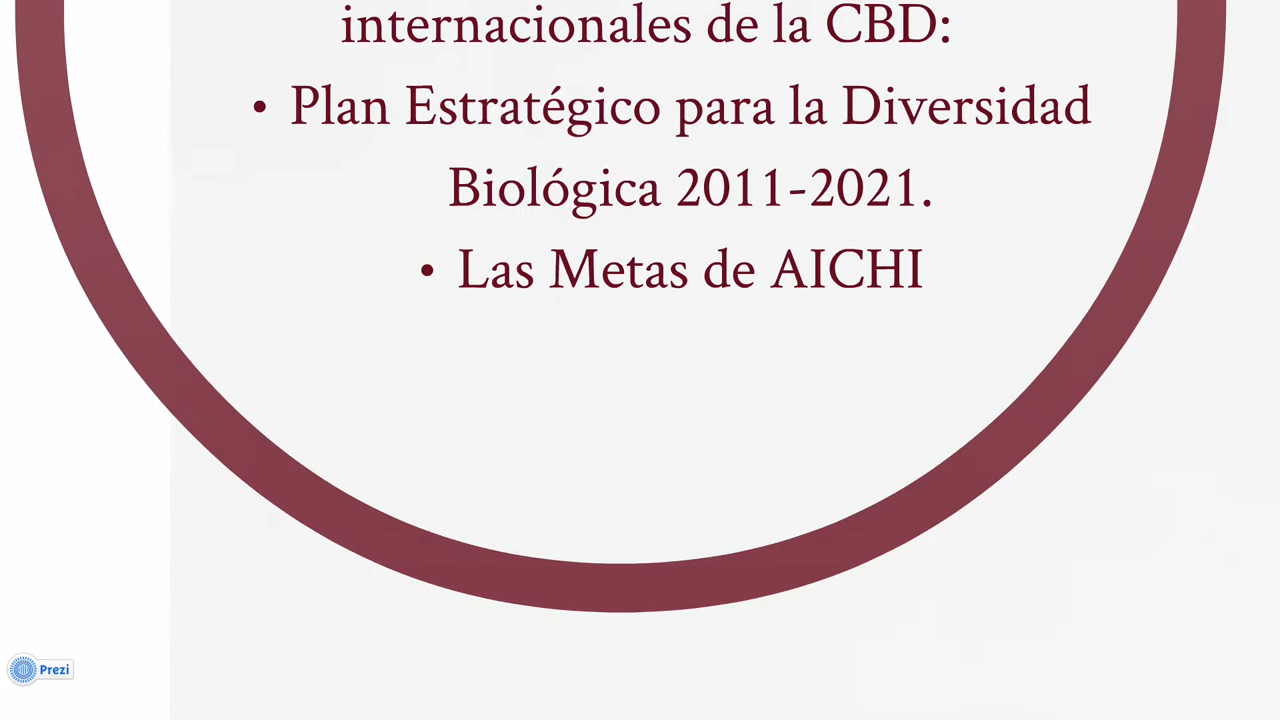 internacionales de la CBD:
• Plan Estratégico para la Diversidad
Biológica 2011-2021.
• Las Metas de AICHI
Prezi